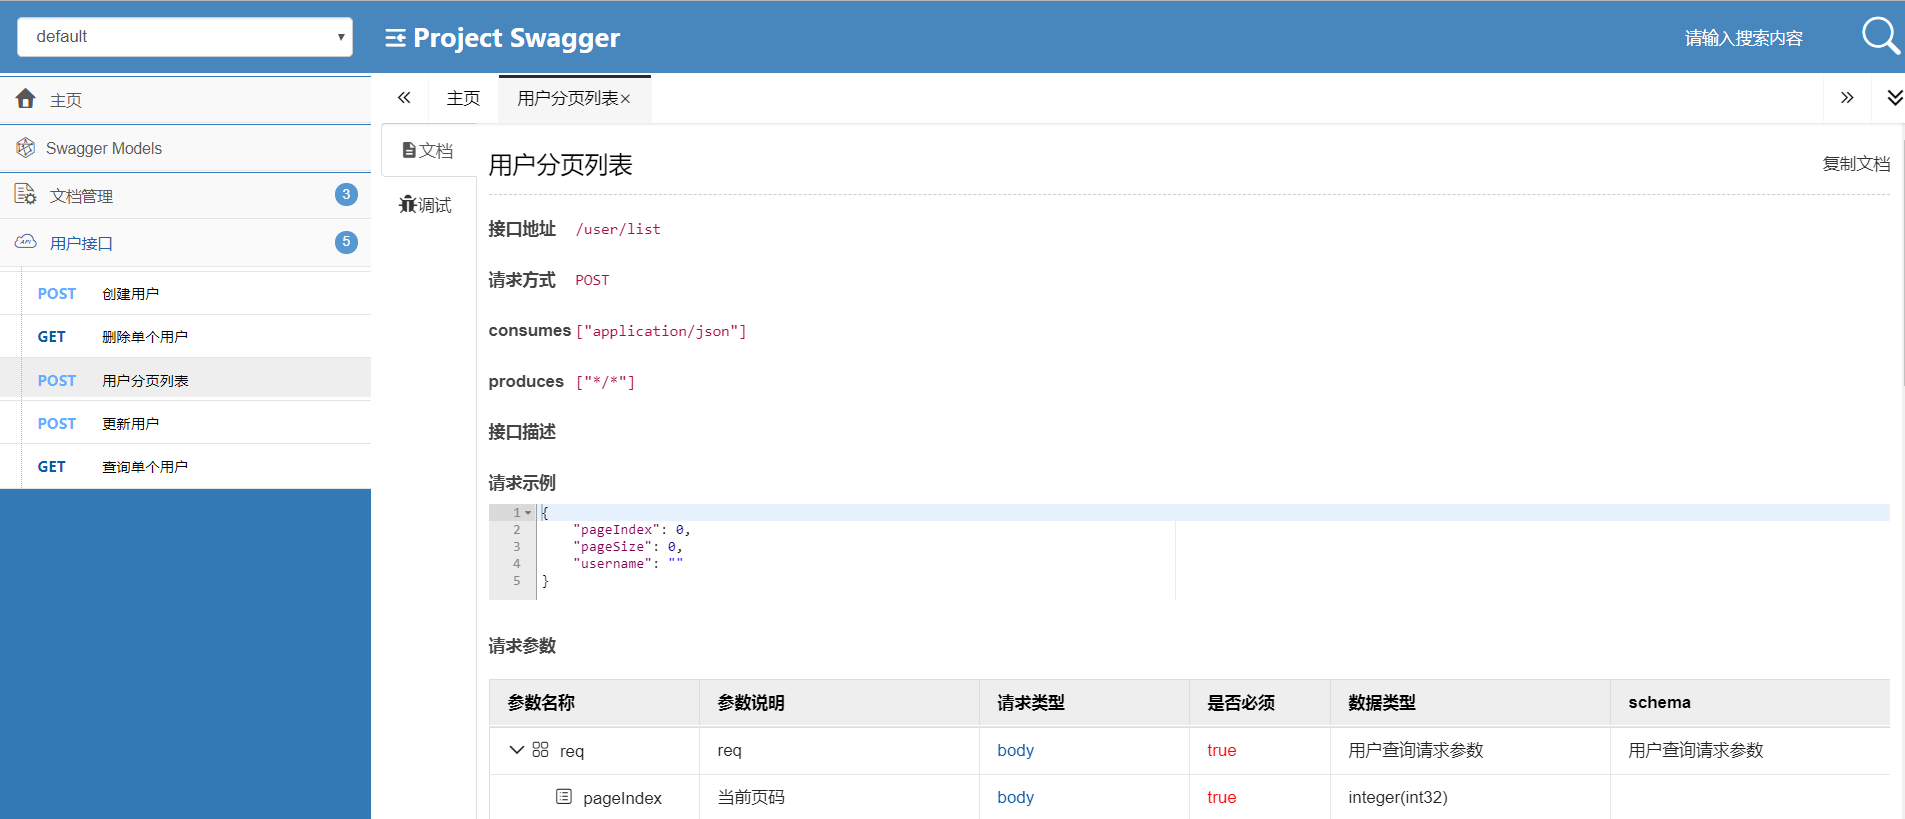 default
Project Swagger
请输入搜索内容
主页
Swagger Models
文档管理 3
用户接口 5
POST 创建用户
GET 删除单个用户
POST 用户分页列表
POST 更新用户
GET 查询单个用户
主页 用户分页列表×
文档
调试
用户分页列表
复制文档
接口地址 /user/list
请求方式 POST
consumes ["application/json"]
produces ["*/*"]
接口描述
请求示例
1 {
2 "pageIndex": 0,
3 "pageSize": 0,
4 "username": ""
5 }
请求参数
参数名称 参数说明 请求类型 是否必须 数据类型 schema
req req body true 用户查询请求参数 用户查询请求参数
pageIndex 当前页码 body true integer(int32)